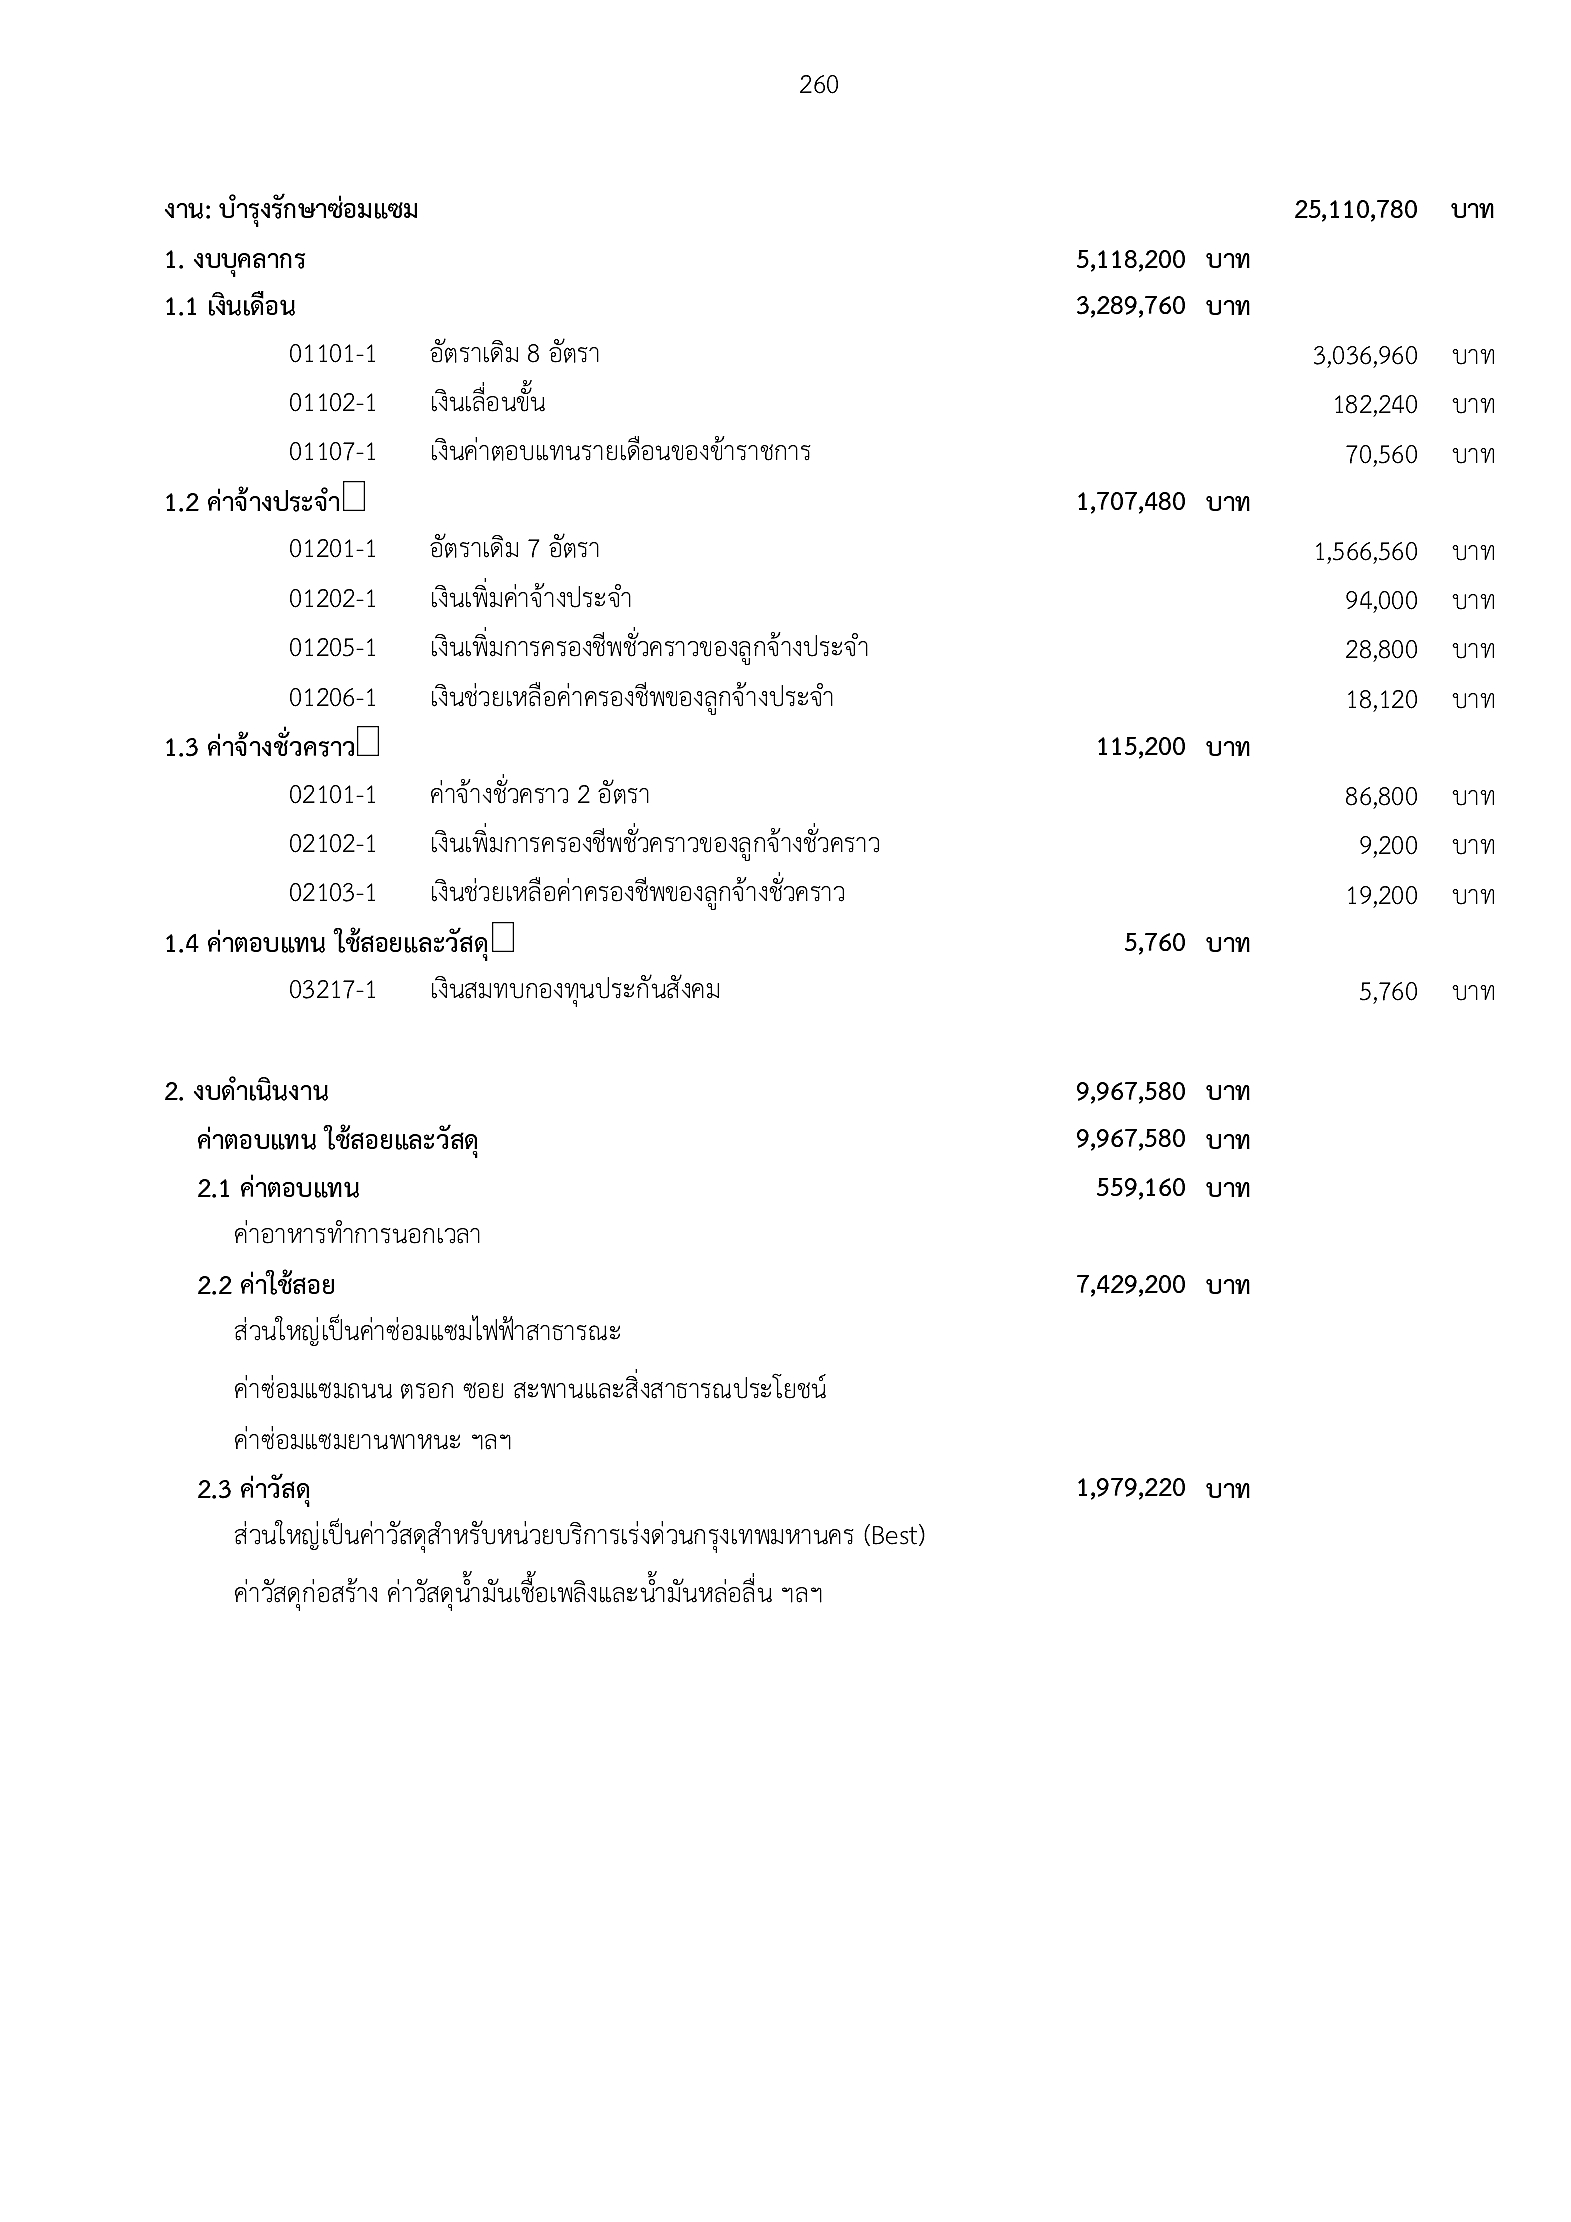 260
งาน: บำรุงรักษาซ่อมแซม 25,110,780 บาท
1. งบบุคลากร 5,118,200 บาท
1.1 เงินเดือน 3,289,760 บาท
01101-1 อัตราเดิม 8 อัตรา 3,036,960 บาท
01102-1 เงินเลื่อนขั้น 182,240 บาท
01107-1 เงินค่าตอบแทนรายเดือนของข้าราชการ 70,560 บาท
1.2 ค่าจ้างประจำ 1,707,480 บาท
01201-1 อัตราเดิม 7 อัตรา 1,566,560 บาท
01202-1 เงินเพิ่มค่าจ้างประจำ 94,000 บาท
01205-1 เงินเพิ่มการครองชีพชั่วคราวของลูกจ้างประจำ 28,800 บาท
01206-1 เงินช่วยเหลือค่าครองชีพของลูกจ้างประจำ 18,120 บาท
1.3 ค่าจ้างชั่วคราว 115,200 บาท
02101-1 ค่าจ้างชั่วคราว 2 อัตรา 86,800 บาท
02102-1 เงินเพิ่มการครองชีพชั่วคราวของลูกจ้างชั่วคราว 9,200 บาท
02103-1 เงินช่วยเหลือค่าครองชีพของลูกจ้างชั่วคราว 19,200 บาท
1.4 ค่าตอบแทน ใช้สอยและวัสดุ 5,760 บาท
03217-1 เงินสมทบกองทุนประกันสังคม 5,760 บาท
2. งบดำเนินงาน 9,967,580 บาท
ค่าตอบแทน ใช้สอยและวัสดุ 9,967,580 บาท
2.1 ค่าตอบแทน 559,160 บาท
ค่าอาหารทำการนอกเวลา
2.2 ค่าใช้สอย 7,429,200 บาท
ส่วนใหญ่เป็นค่าซ่อมแซมไฟฟ้าสาธารณะ
ค่าซ่อมแซมถนน ตรอก ซอย สะพานและสิ่งสาธารณประโยชน์
ค่าซ่อมแซมยานพาหนะ ฯลฯ
2.3 ค่าวัสดุ 1,979,220 บาท
ส่วนใหญ่เป็นค่าวัสดุสำหรับหน่วยบริการเร่งด่วนกรุงเทพมหานคร (Best)
ค่าวัสดุก่อสร้าง ค่าวัสดุน้ำมันเชื้อเพลิงและน้ำมันหล่อลื่น ฯลฯ